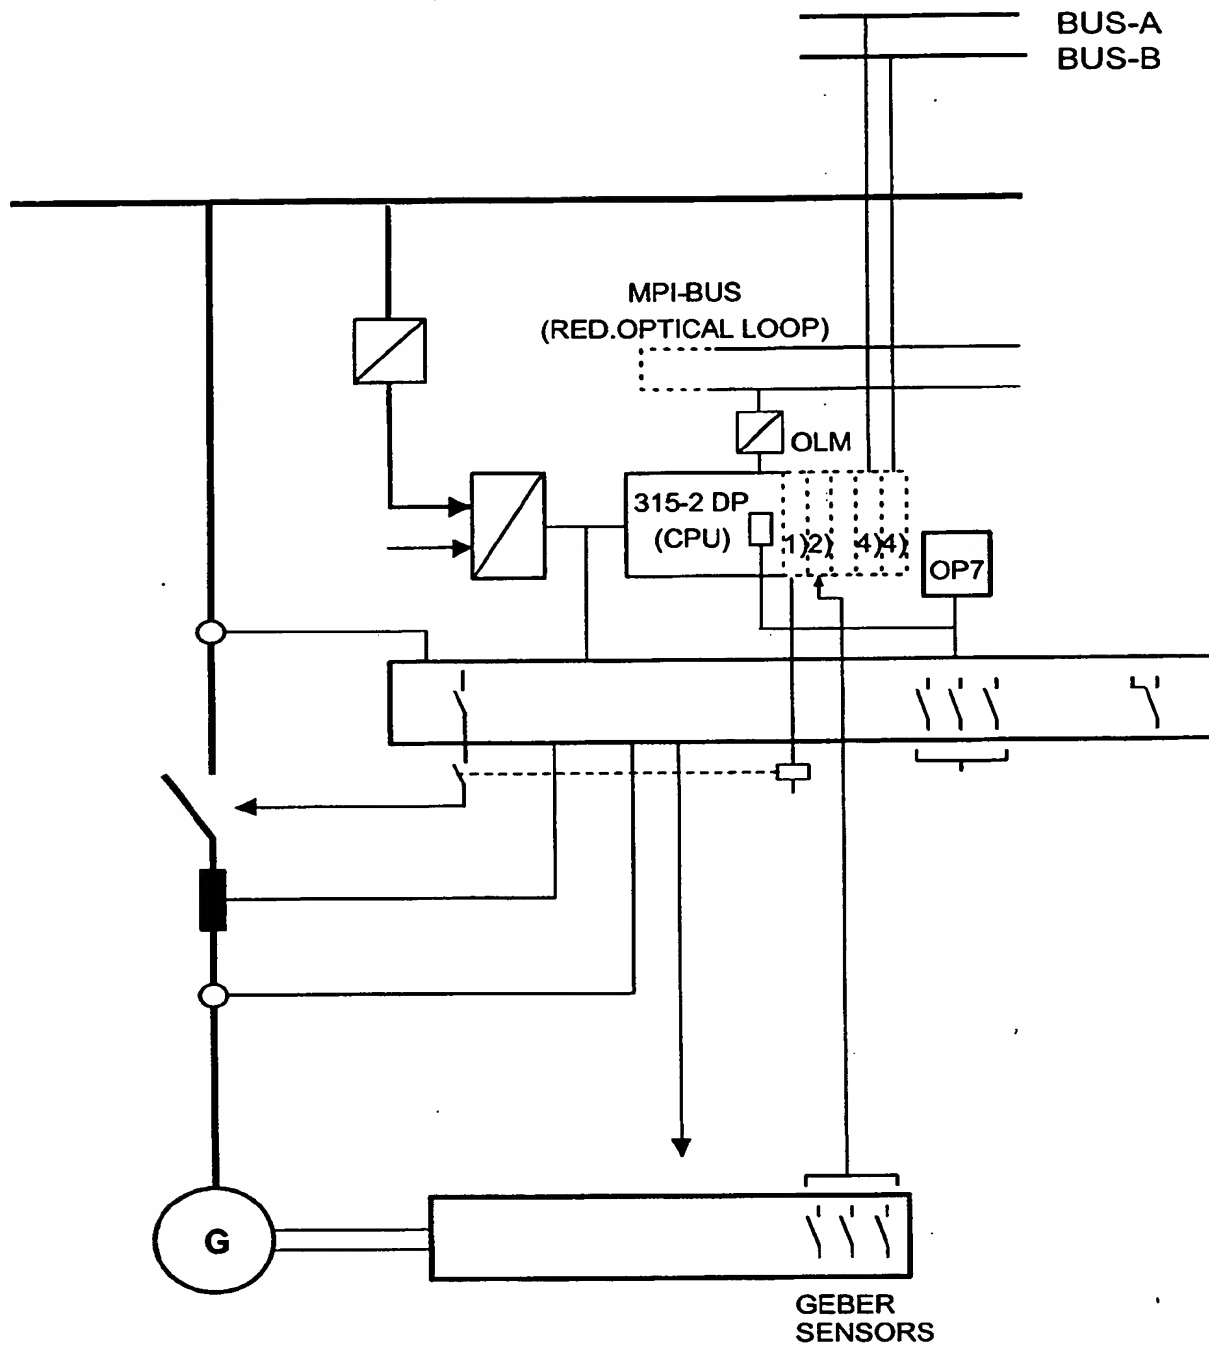 BUS-A
BUS-B
MPI-BUS
(RED.OPTICAL LOOP)
OLM
315-2 DP
(CPU)
1) 2) 4) 4)
OP7
G
GEBER
SENSORS